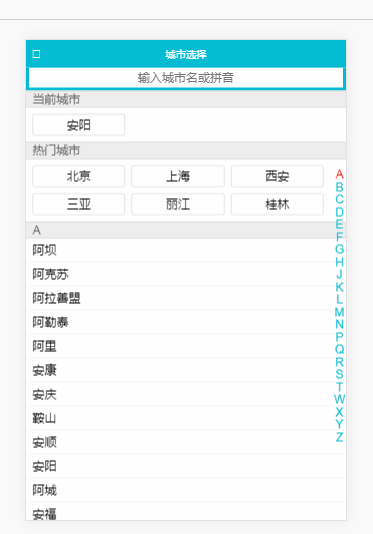 城市选择
输入城市名或拼音
当前城市
安阳
热门城市
北京 上海 西安
三亚 丽江 桂林
A
阿坝
阿克苏
阿拉善盟
阿勒泰
阿里
安康
安庆
鞍山
安顺
安阳
阿城
安福
A
B
C
D
E
F
G
H
J
K
L
M
N
P
Q
R
S
T
W
X
Y
Z